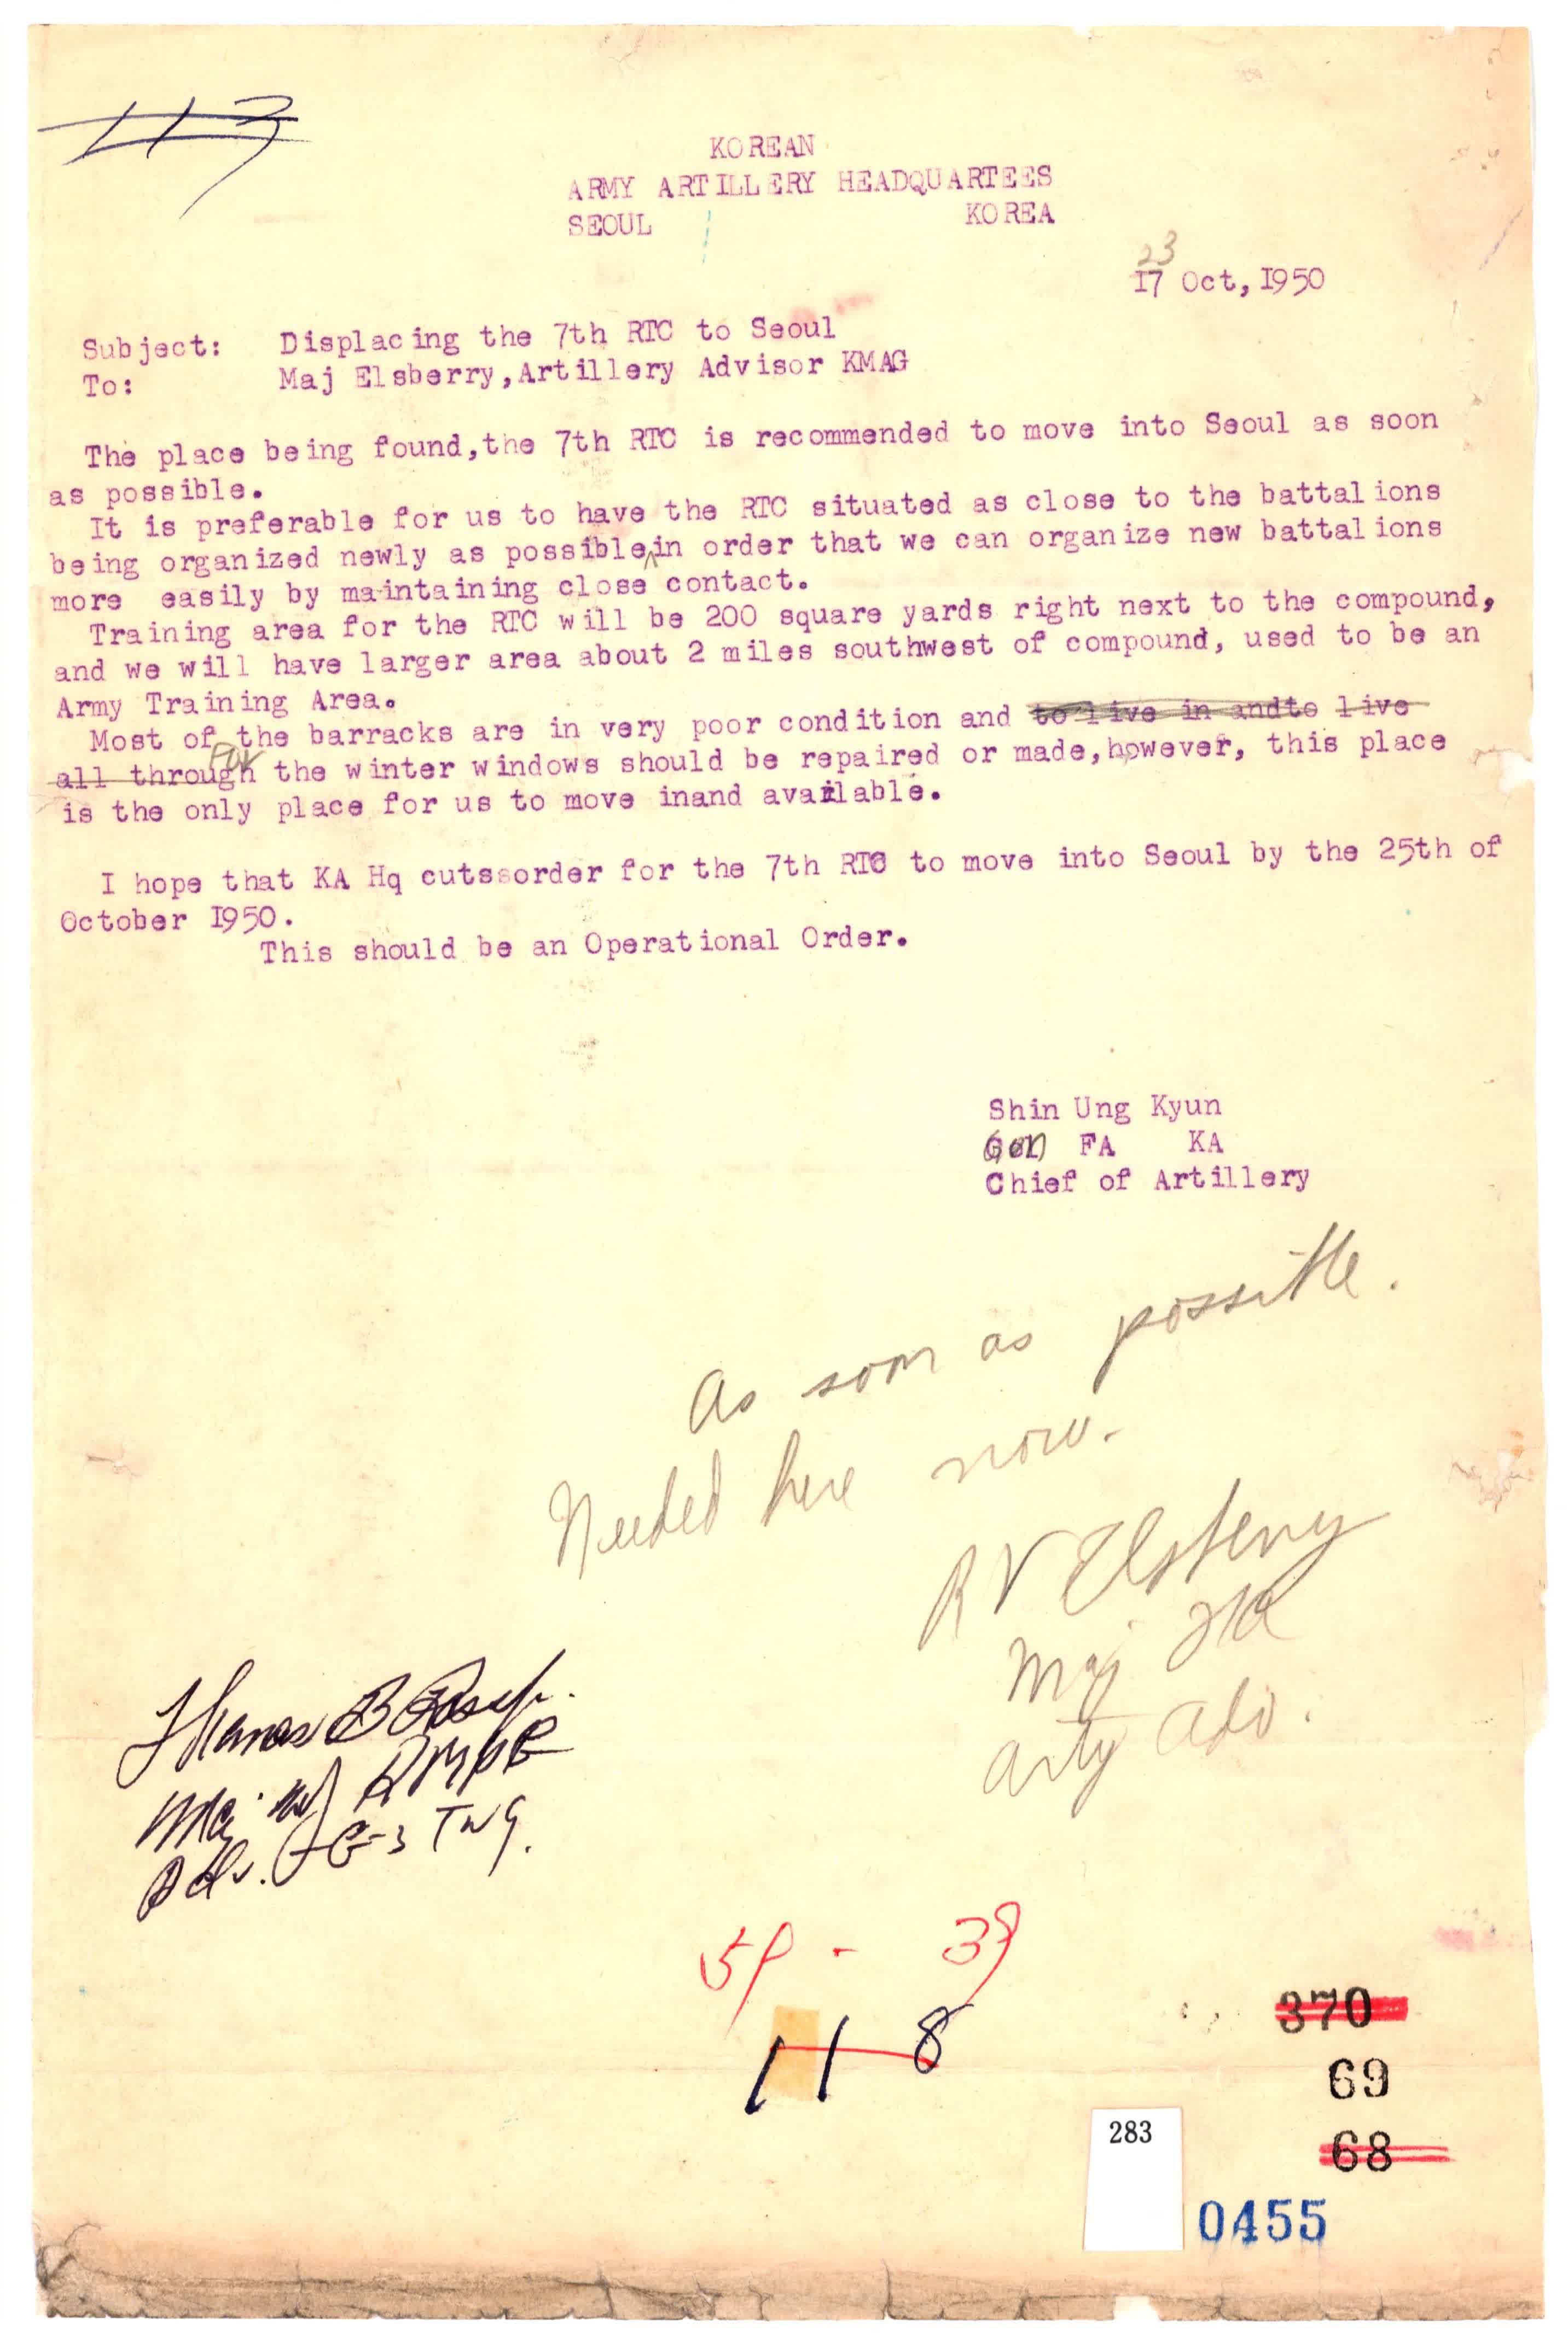 113
KOREAN
ARMY ARTILLERY HEADQUARTEES
SEOUL KOREA
23
17 Oct, 1950
Subject: Displacing the 7th RTC to Seoul
To: Maj Elsberry,Artillery Advisor KMAG
The place being found,the 7th RTC is recommended to move into Seoul as soon
as possible.
It is preferable for us to have the RTC situated as close to the battalions
being organized newly as possible,in order that we can organize new battalions
more easily by maintaining close contact.
Training area for the RTC will be 200 square yards right next to the compound,
and we will have larger area about 2 miles southwest of compound, used to be an
Army Training Area.
Most of the barracks are in very poor condition and to live in andto live
For
all through the winter windows should be repaired or made,however, this place
is the only place for us to move inand available.
I hope that KA Hq cutssorder for the 7th RTC to move into Seoul by the 25th of
October 1950.
This should be an Operational Order.
Shin Ung Kyun
Gen FA KA
Chief of Artillery
As soon as possible.
Needed here now.
R V Elsberry
Maj FA
Arty Adv.
Thomas B
Maj. Inf
Adv. G-3 Tng.
59 - 39
11 8
370
69
68
283
0455